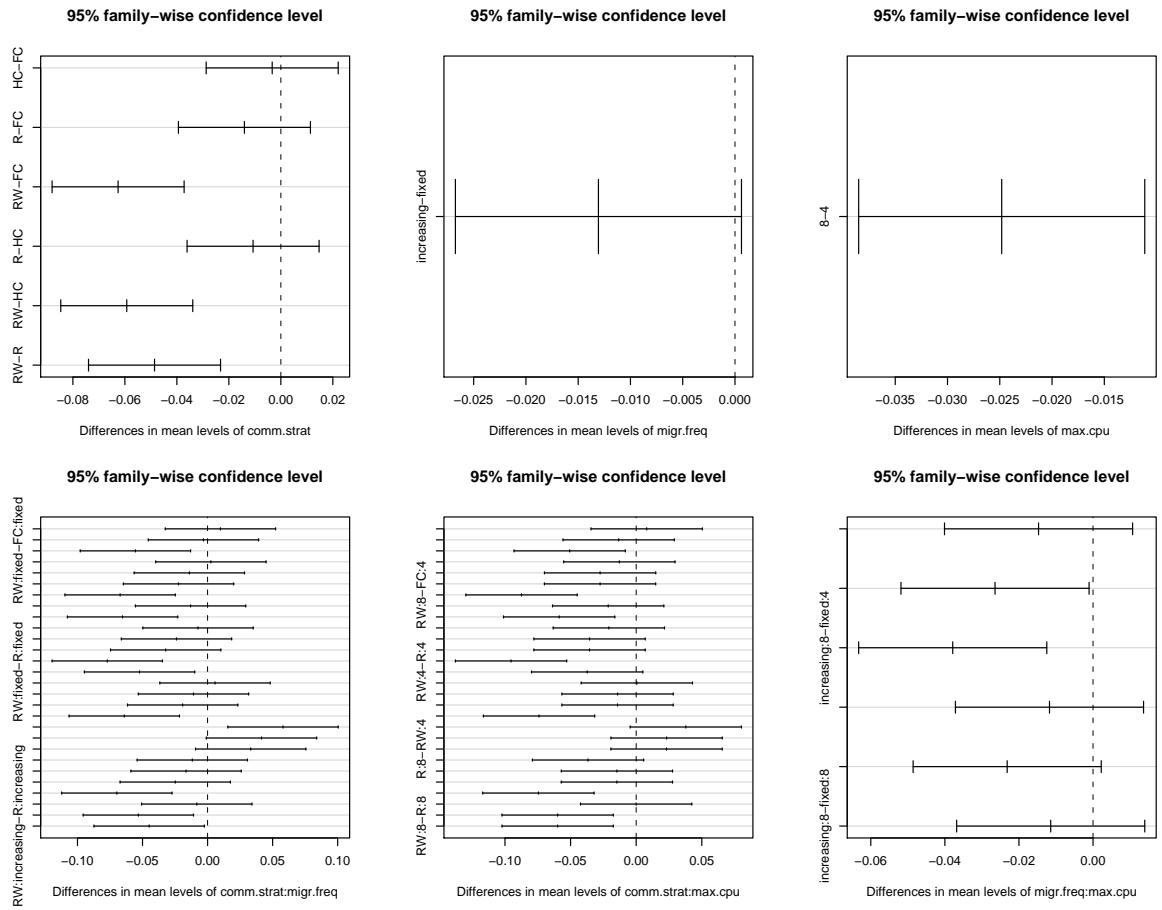 95% family−wise confidence level
HC−FC
R−FC
RW−FC
R−HC
RW−HC
RW−R
−0.08 −0.06 −0.04 −0.02 0.00 0.02
Differences in mean levels of comm.strat
95% family−wise confidence level
increasing−fixed
−0.025 −0.020 −0.015 −0.010 −0.005 0.000
Differences in mean levels of migr.freq
95% family−wise confidence level
8−4
−0.035 −0.030 −0.025 −0.020 −0.015
Differences in mean levels of max.cpu
95% family−wise confidence level
RW:fixed−FC:fixed
RW:fixed−R:fixed
RW:increasing−R:increasing
−0.10 −0.05 0.00 0.05 0.10
Differences in mean levels of comm.strat:migr.freq
95% family−wise confidence level
RW:8−FC:4
RW:4−R:4
R:8−RW:4
RW:8−R:8
−0.10 −0.05 0.00 0.05
Differences in mean levels of comm.strat:max.cpu
95% family−wise confidence level
increasing:8−fixed:4
increasing:8−fixed:8
−0.06 −0.04 −0.02 0.00
Differences in mean levels of migr.freq:max.cpu